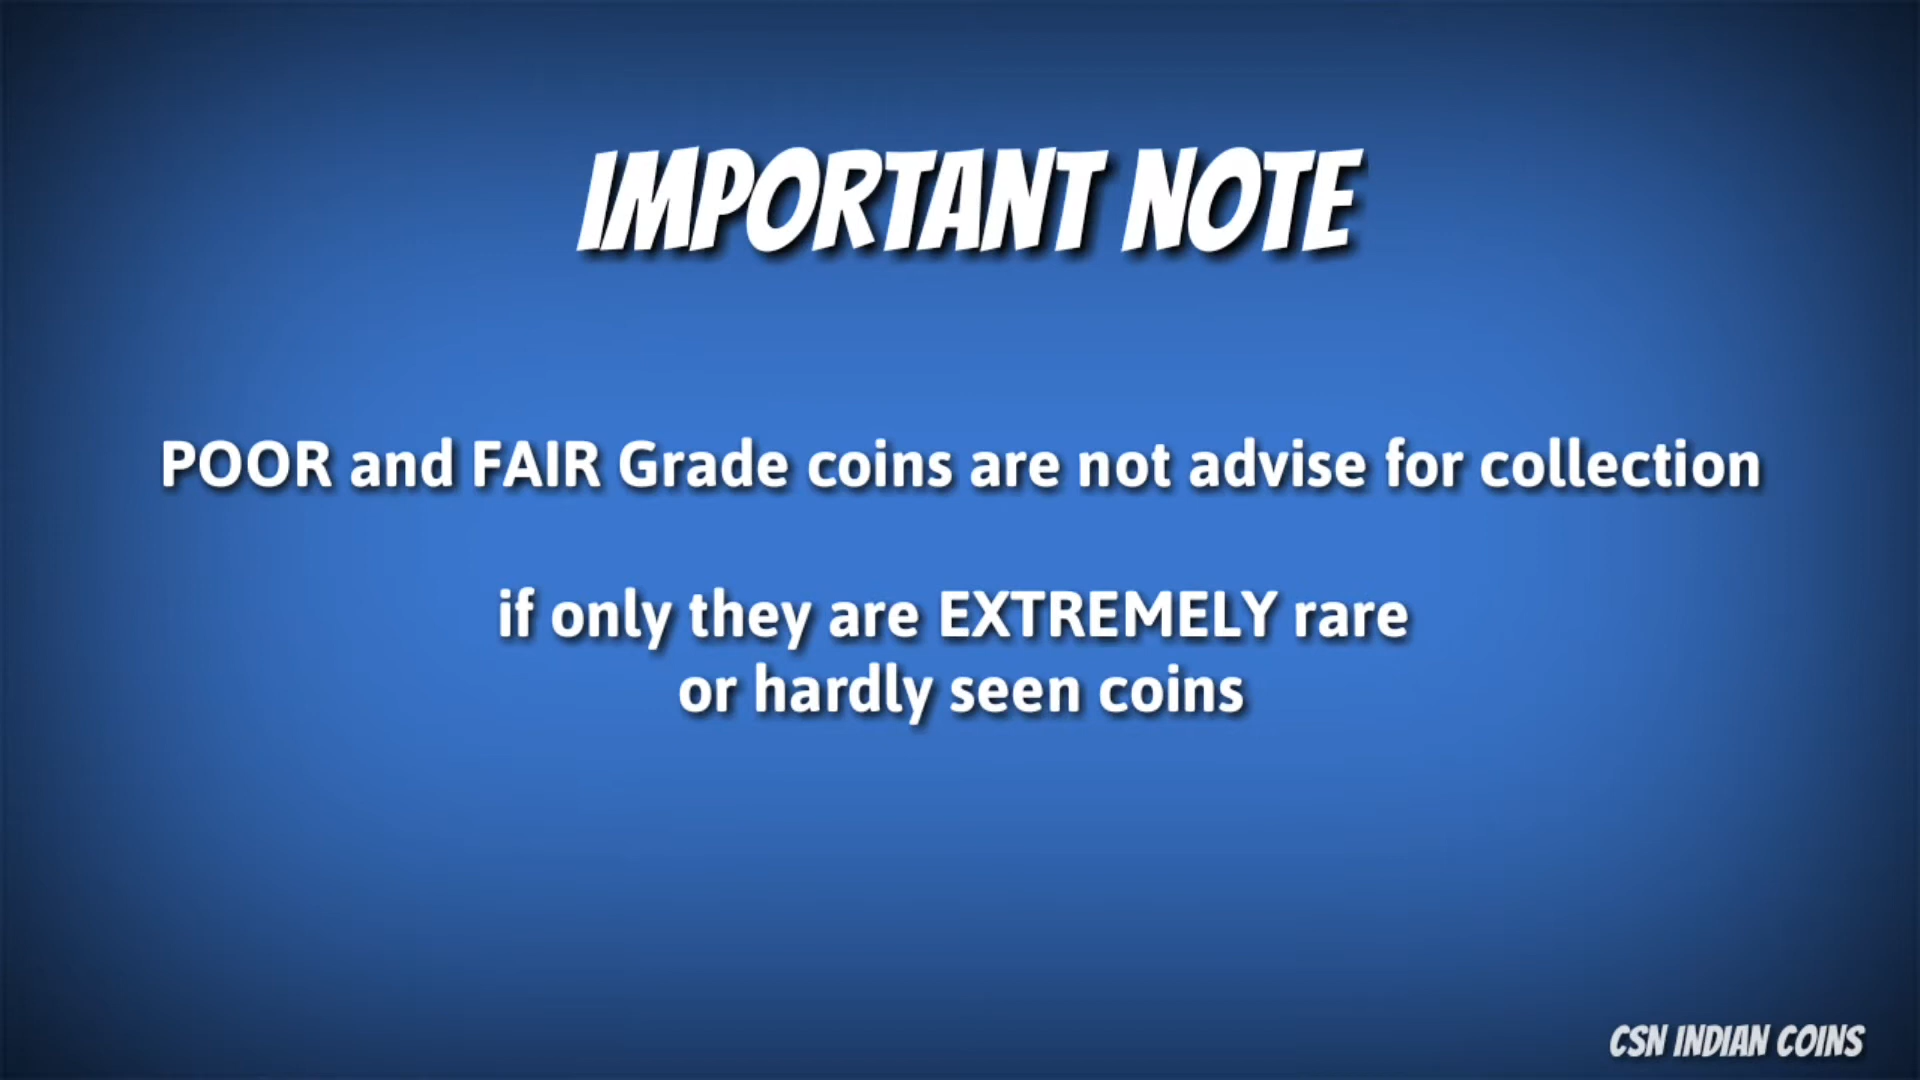 IMPORTANT NOTE
POOR and FAIR Grade coins are not advise for collection
if only they are EXTREMELY rare
or hardly seen coins
CSN INDIAN COINS